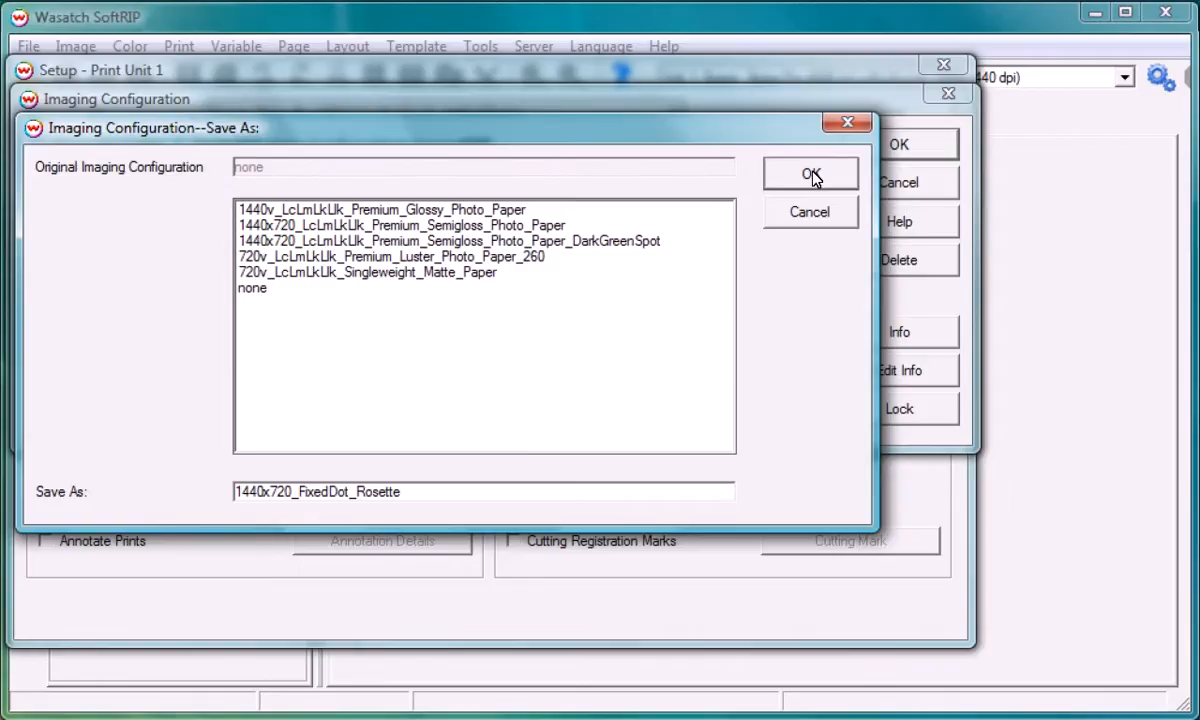 Wasatch SoftRIP
File Image Color Print Variable Page Layout Template Tools Server Language Help
Setup - Print Unit 1
440 dpi)
Imaging Configuration
Imaging Configuration--Save As:
Original Imaging Configuration
none
OK
Cancel
1440v_LcLmLkLlk_Premium_Glossy_Photo_Paper
1440x720_LcLmLkLlk_Premium_Semigloss_Photo_Paper
1440x720_LcLmLkLlk_Premium_Semigloss_Photo_Paper_DarkGreenSpot
720v_LcLmLkLlk_Premium_Luster_Photo_Paper_260
720v_LcLmLkLlk_Singleweight_Matte_Paper
none
Save As:
1440x720_FixedDot_Rosette
OK
Cancel
Help
Delete
Info
Edit Info
Lock
Annotate Prints
Annotation Details
Cutting Registration Marks
Cutting Mark